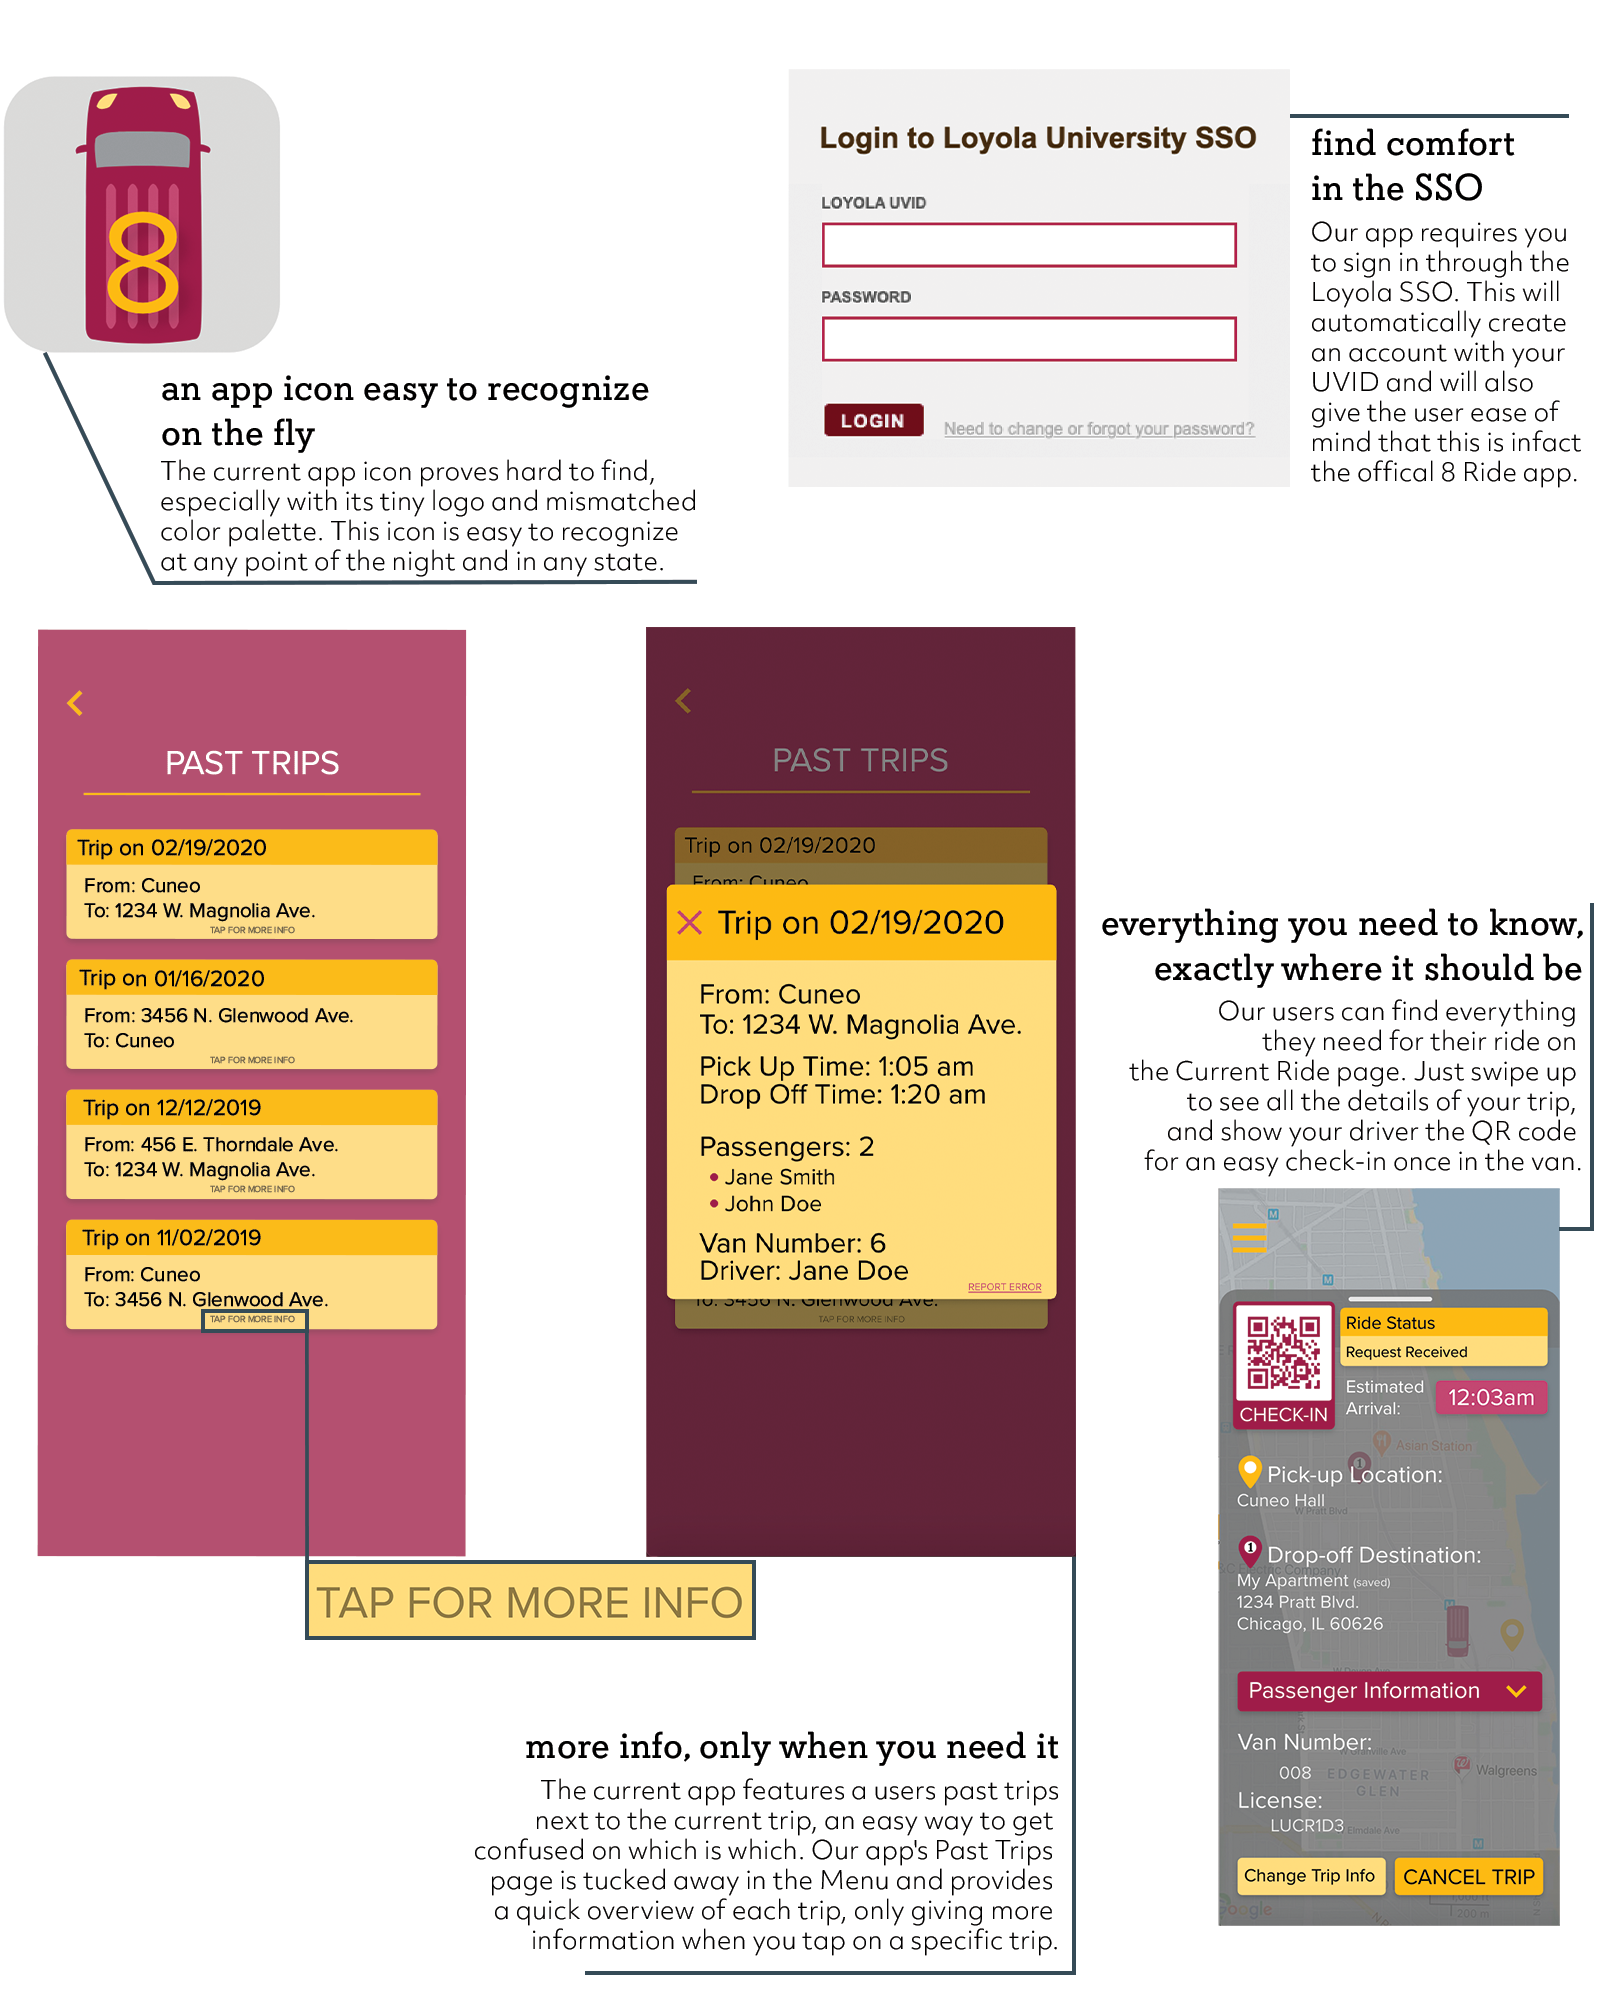 8
an app icon easy to recognize
on the fly
The current app icon proves hard to find,
especially with its tiny logo and mismatched
color palette. This icon is easy to recognize
at any point of the night and in any state.
Login to Loyola University SSO
LOYOLA UVID
PASSWORD
LOGIN
Need to change or forgot your password?
find comfort
in the SSO
Our app requires you
to sign in through the
Loyola SSO. This will
automatically create
an account with your
UVID and will also
give the user ease of
mind that this is infact
the offical 8 Ride app.
PAST TRIPS
Trip on 02/19/2020
From: Cuneo
To: 1234 W. Magnolia Ave.
TAP FOR MORE INFO
Trip on 01/16/2020
From: 3456 N. Glenwood Ave.
To: Cuneo
TAP FOR MORE INFO
Trip on 12/12/2019
From: 456 E. Thorndale Ave.
To: 1234 W. Magnolia Ave.
TAP FOR MORE INFO
Trip on 11/02/2019
From: Cuneo
To: 3456 N. Glenwood Ave.
TAP FOR MORE INFO
TAP FOR MORE INFO
PAST TRIPS
Trip on 02/19/2020
From: Cuneo
Trip on 02/19/2020
From: Cuneo
To: 1234 W. Magnolia Ave.
Pick Up Time: 1:05 am
Drop Off Time: 1:20 am
Passengers: 2
• Jane Smith
• John Doe
Van Number: 6
Driver: Jane Doe
REPORT ERROR
To: 3456 N. Glenwood Ave.
TAP FOR MORE INFO
more info, only when you need it
The current app features a users past trips
next to the current trip, an easy way to get
confused on which is which. Our app's Past Trips
page is tucked away in the Menu and provides
a quick overview of each trip, only giving more
information when you tap on a specific trip.
everything you need to know,
exactly where it should be
Our users can find everything
they need for their ride on
the Current Ride page. Just swipe up
to see all the details of your trip,
and show your driver the QR code
for an easy check-in once in the van.
M
M
CHECK-IN
Ride Status
Request Received
Estimated
Arrival:
12:03am
Asian Station
1
Pick-up Location:
Cuneo Hall
W Pratt Blvd
1
Drop-off Destination:
Electric Company
My Apartment (saved)
1234 Pratt Blvd.
Chicago, IL 60626
W Devon Ave
Passenger Information
Van Number:
W Granville Ave
008
EDGEWATER
GLEN
Walgreens
License:
LUCR1D3
Elmdale Ave
M
Change Trip Info
CANCEL TRIP
Google
200 m